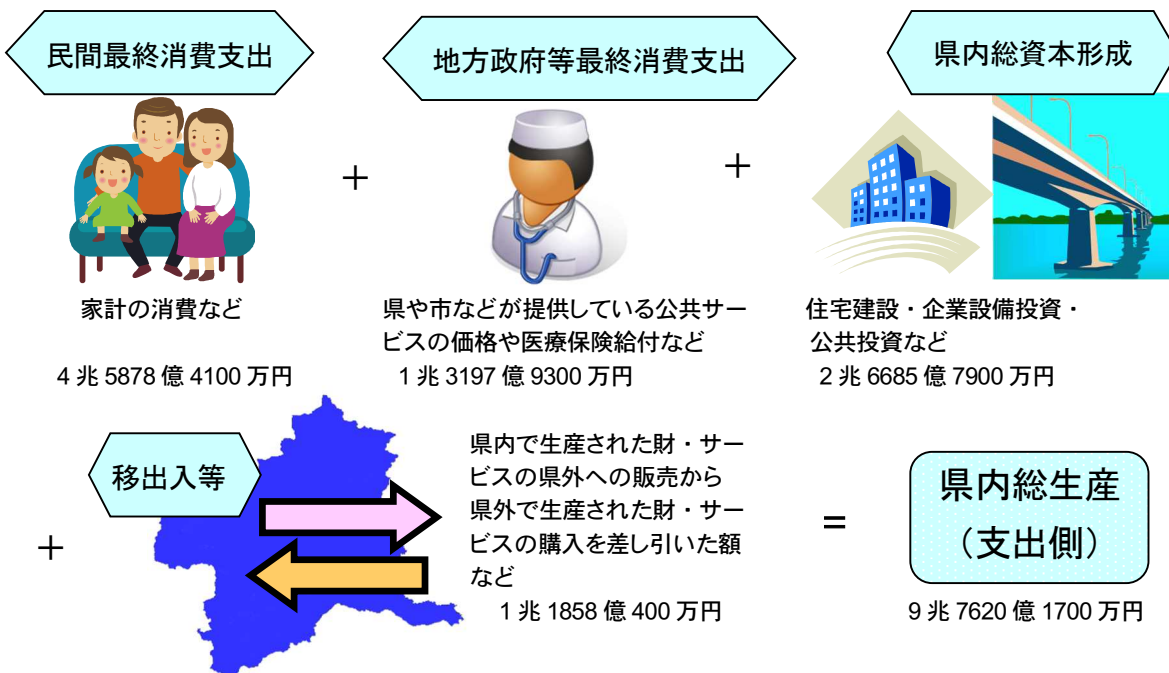 民間最終消費支出
地方政府等最終消費支出
県内総資本形成
+
+
家計の消費など
4 兆 5878 億 4100 万円
県や市などが提供している公共サー
ビスの価格や医療保険給付など
1 兆 3197 億 9300 万円
住宅建設・企業設備投資・
公共投資など
2 兆 6685 億 7900 万円
+
移出入等
県内で生産された財・サー
ビスの県外への販売から
県外で生産された財・サー
ビスの購入を差し引いた額
など
1 兆 1858 億 400 万円
=
県内総生産
（支出側）
9 兆 7620 億 1700 万円